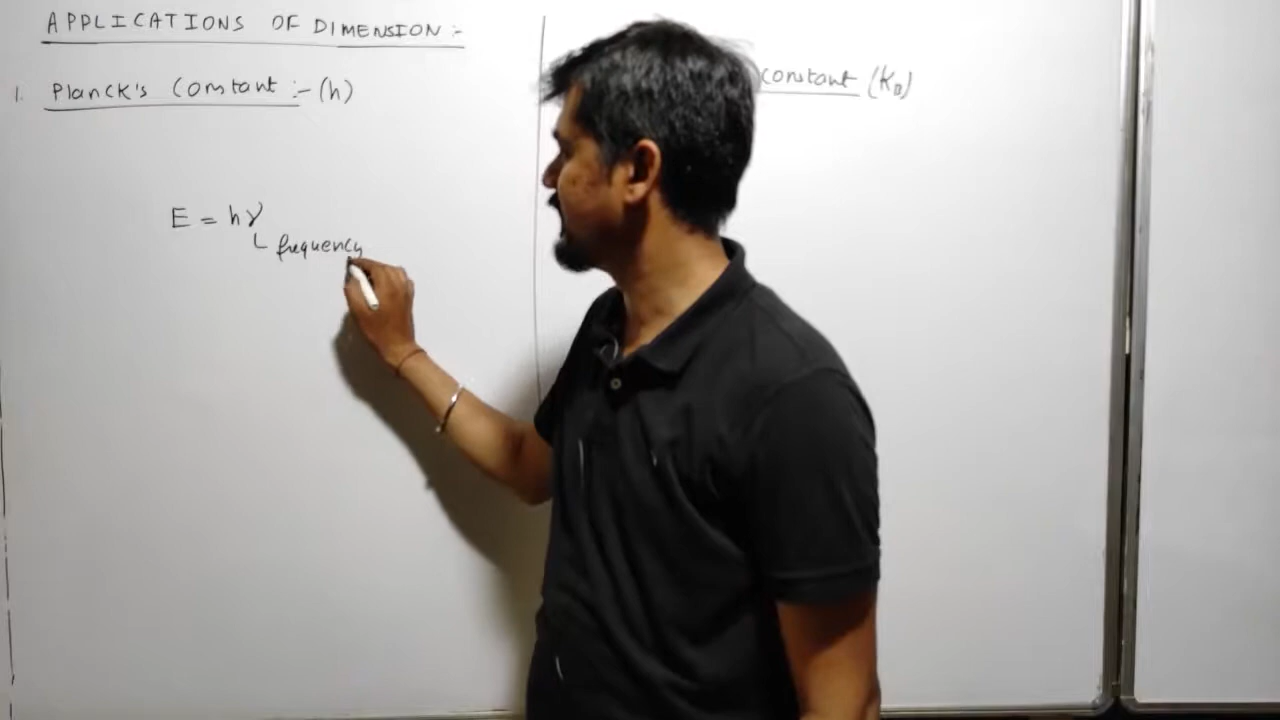 APPLICATIONS OF DIMENSION :-
1. Planck's Constant :- (h)
E = hγ
frequency
constant (KB)